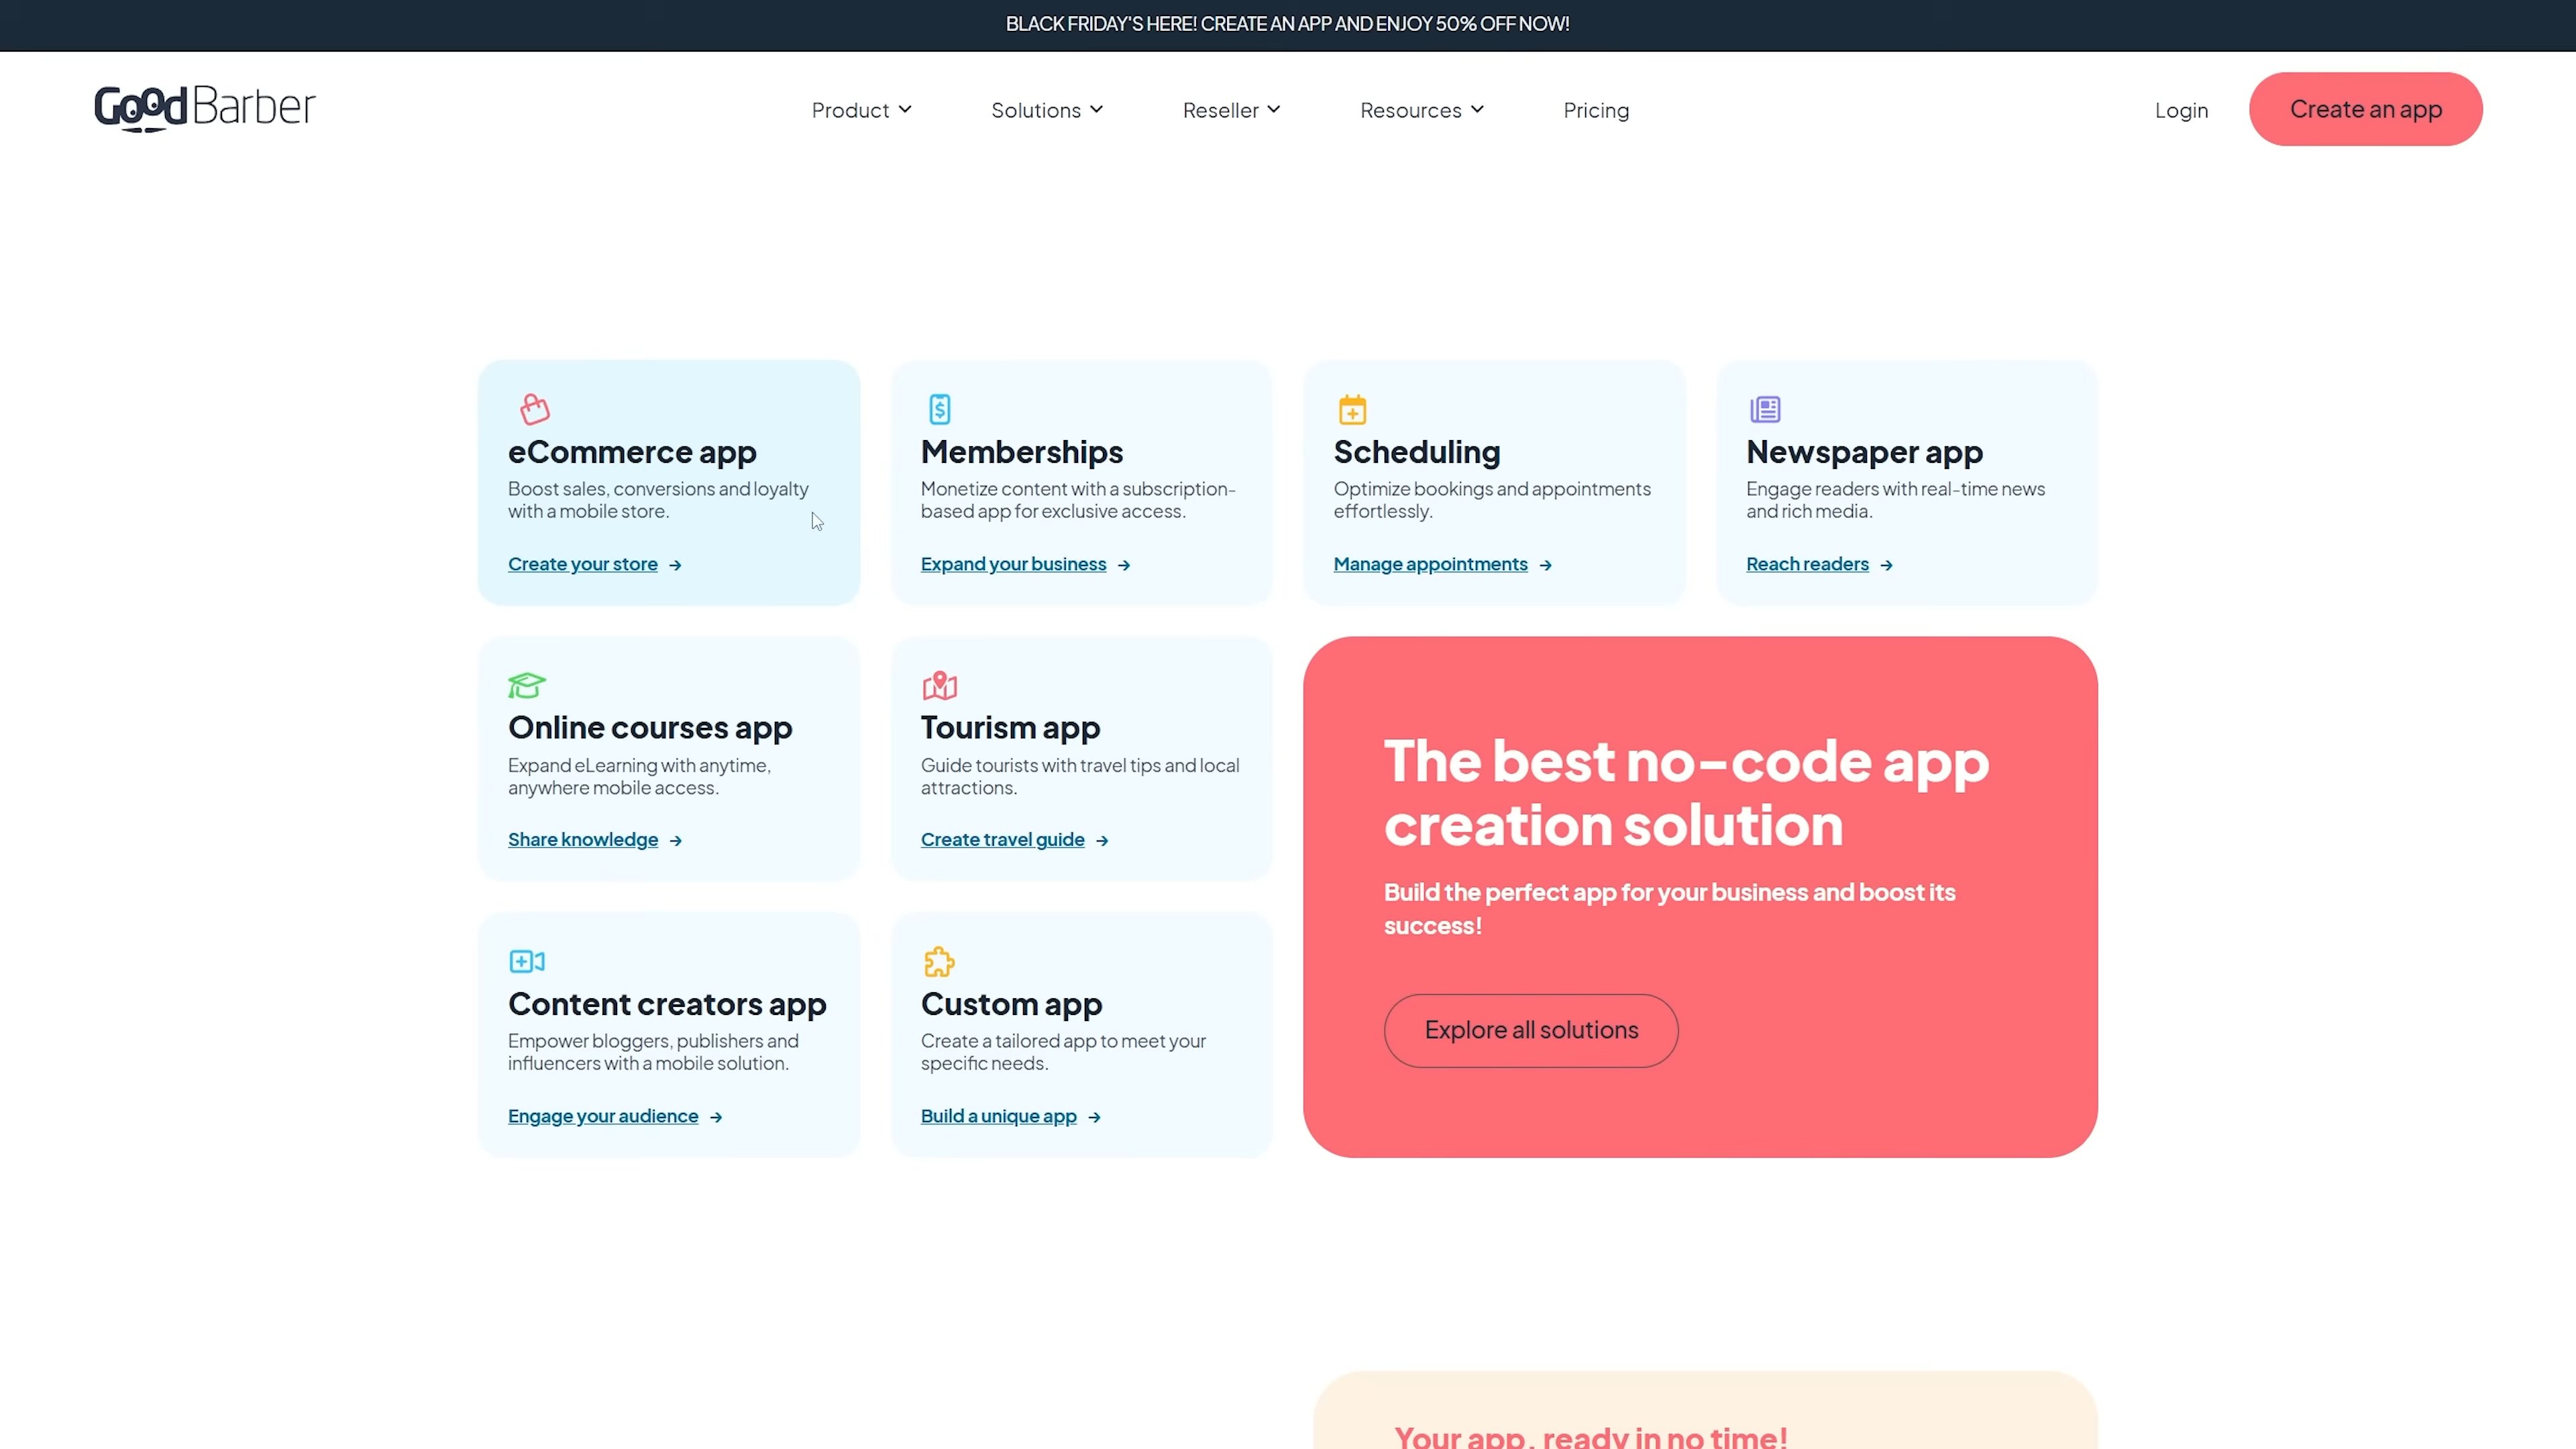 BLACK FRIDAY'S HERE! CREATE AN APP AND ENJOY 50% OFF NOW!
GoodBarber
Product
Solutions
Reseller
Resources
Pricing
Login
Create an app
eCommerce app
Boost sales, conversions and loyalty
with a mobile store.
Create your store →
Memberships
Monetize content with a subscription-
based app for exclusive access.
Expand your business →
Scheduling
Optimize bookings and appointments
effortlessly.
Manage appointments →
Newspaper app
Engage readers with real-time news
and rich media.
Reach readers →
Online courses app
Expand eLearning with anytime,
anywhere mobile access.
Share knowledge →
Tourism app
Guide tourists with travel tips and local
attractions.
Create travel guide →
The best no-code app
creation solution
Build the perfect app for your business and boost its
success!
Explore all solutions
Content creators app
Empower bloggers, publishers and
influencers with a mobile solution.
Engage your audience →
Custom app
Create a tailored app to meet your
specific needs.
Build a unique app →
Your app, ready in no time!